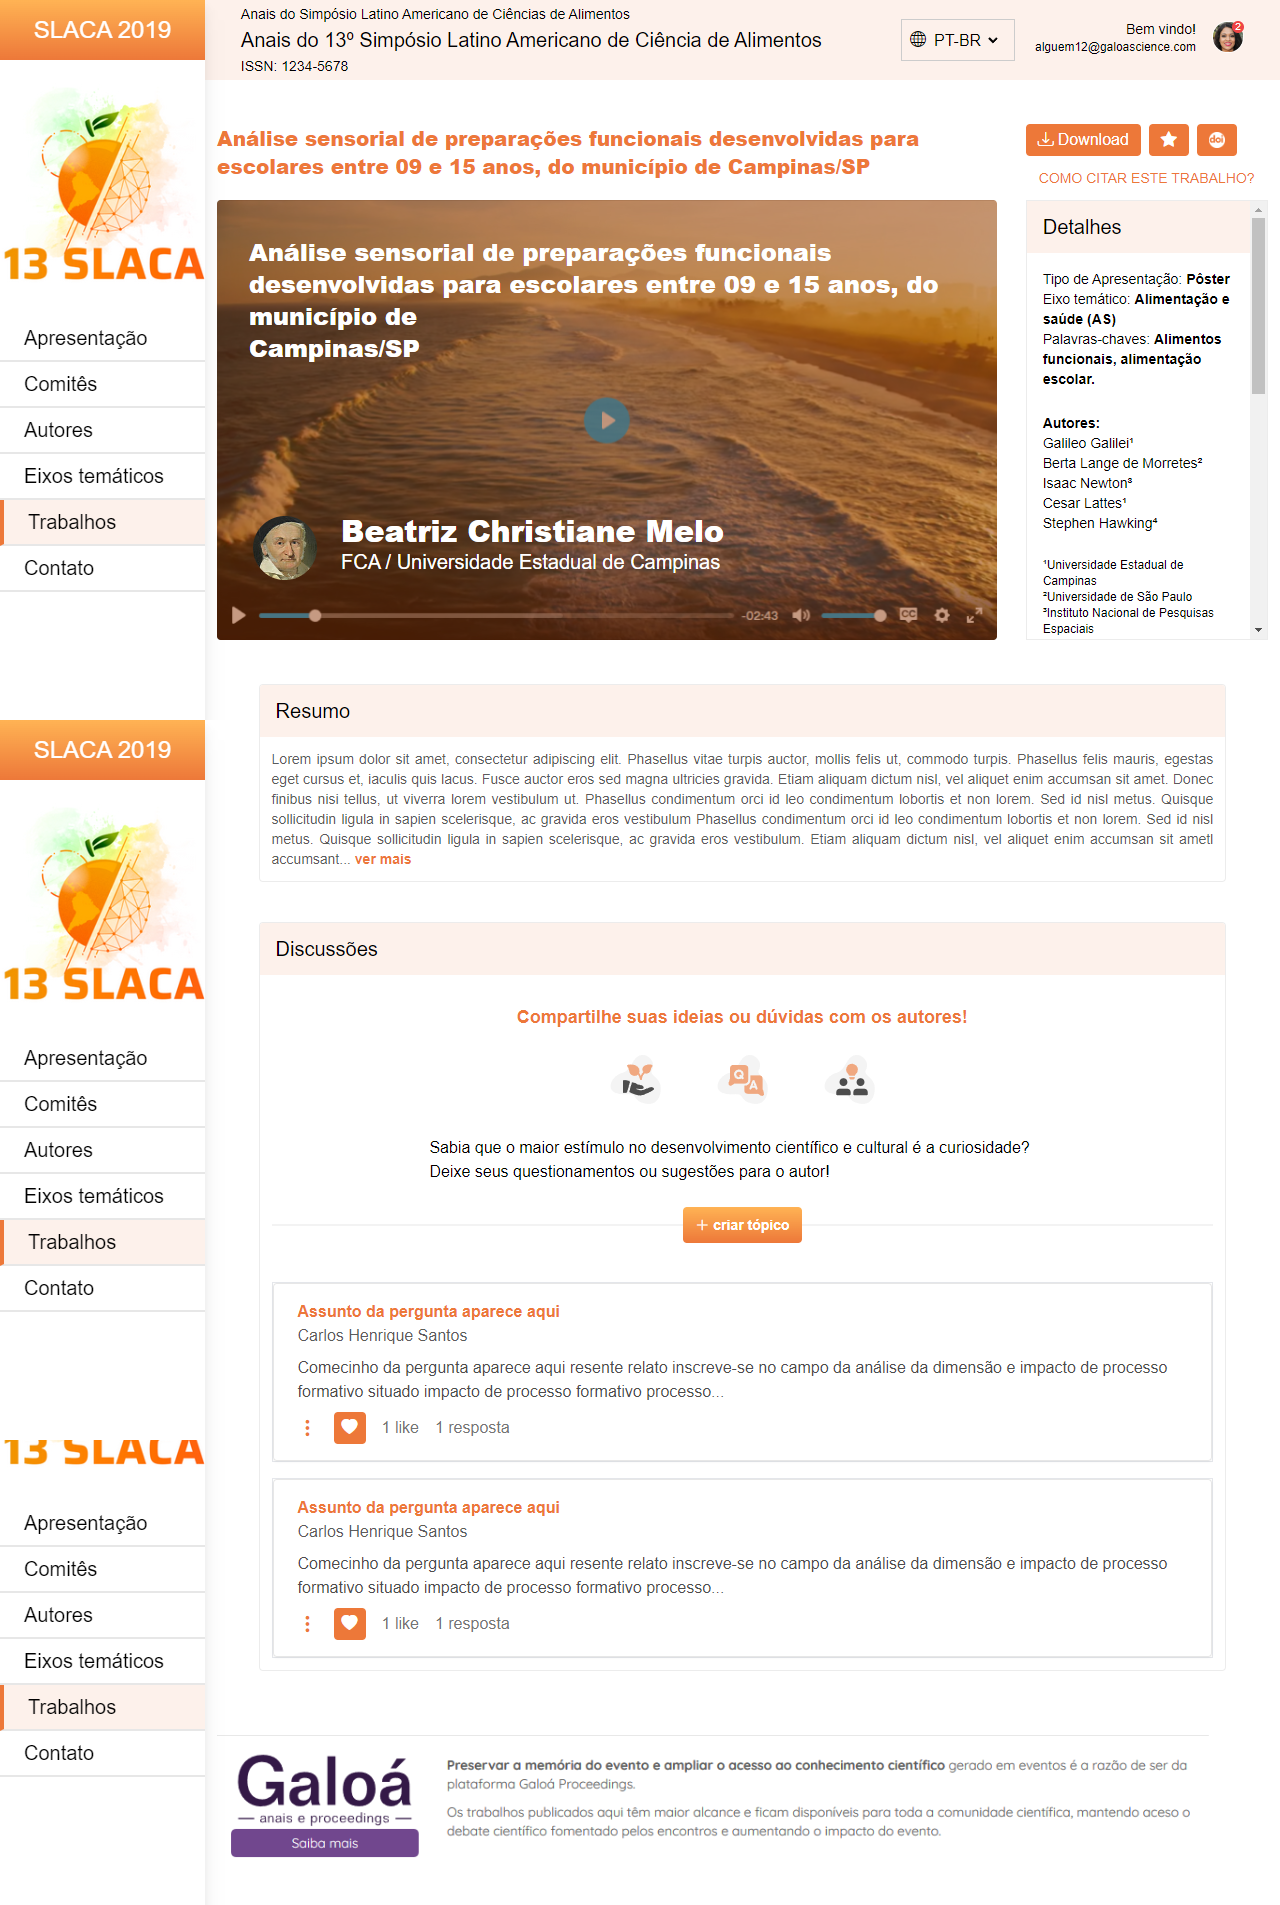 SLACA 2019
13 SLACA
Apresentação
Comitês
Autores
Eixos temáticos
Trabalhos
Contato
Anais do Simpósio Latino Americano de Ciências de Alimentos
Anais do 13º Simpósio Latino Americano de Ciência de Alimentos
ISSN: 1234-5678
PT-BR
Bem vindo!
alguem12@galoascience.com
2
Análise sensorial de preparações funcionais desenvolvidas para
escolares entre 09 e 15 anos, do município de Campinas/SP
Download
doi
COMO CITAR ESTE TRABALHO?
Análise sensorial de preparações funcionais
desenvolvidas para escolares entre 09 e 15 anos, do
município de
Campinas/SP
Beatriz Christiane Melo
FCA / Universidade Estadual de Campinas
-02:43
CC
Detalhes
Tipo de Apresentação: Pôster
Eixo temático: Alimentação e
saúde (AS)
Palavras-chaves: Alimentos
funcionais, alimentação
escolar.
Autores:
Galileo Galilei¹
Berta Lange de Morretes²
Isaac Newton³
Cesar Lattes¹
Stephen Hawking⁴
¹Universidade Estadual de
Campinas
²Universidade de São Paulo
³Instituto Nacional de Pesquisas
Espaciais
SLACA 2019
13 SLACA
Apresentação
Comitês
Autores
Eixos temáticos
Trabalhos
Contato
Resumo
Lorem ipsum dolor sit amet, consectetur adipiscing elit. Phasellus vitae turpis auctor, mollis felis ut, commodo turpis. Phasellus felis mauris, egestas
eget cursus et, iaculis quis lacus. Fusce auctor eros sed magna ultricies gravida. Etiam aliquam dictum nisl, vel aliquet enim accumsan sit amet. Donec
finibus nisi tellus, ut viverra lorem vestibulum ut. Phasellus condimentum orci id leo condimentum lobortis et non lorem. Sed id nisl metus. Quisque
sollicitudin ligula in sapien scelerisque, ac gravida eros vestibulum Phasellus condimentum orci id leo condimentum lobortis et non lorem. Sed id nisl
metus. Quisque sollicitudin ligula in sapien scelerisque, ac gravida eros vestibulum. Etiam aliquam dictum nisl, vel aliquet enim accumsan sit ametl
accumsant... ver mais
Discussões
Compartilhe suas ideias ou dúvidas com os autores!
Q
A
Sabia que o maior estímulo no desenvolvimento científico e cultural é a curiosidade?
Deixe seus questionamentos ou sugestões para o autor!
+ criar tópico
Assunto da pergunta aparece aqui
Carlos Henrique Santos
Comecinho da pergunta aparece aqui resente relato inscreve-se no campo da análise da dimensão e impacto de processo
formativo situado impacto de processo formativo processo...
1 like 1 resposta
Assunto da pergunta aparece aqui
Carlos Henrique Santos
Comecinho da pergunta aparece aqui resente relato inscreve-se no campo da análise da dimensão e impacto de processo
formativo situado impacto de processo formativo processo...
1 like 1 resposta
13 SLACA
Apresentação
Comitês
Autores
Eixos temáticos
Trabalhos
Contato
Galoá
anais e proceedings
Saiba mais
Preservar a memória do evento e ampliar o acesso ao conhecimento científico gerado em eventos é a razão de ser da
plataforma Galoá Proceedings.
Os trabalhos publicados aqui têm maior alcance e ficam disponíveis para toda a comunidade científica, mantendo aceso o
debate científico fomentado pelos encontros e aumentando o impacto do evento.